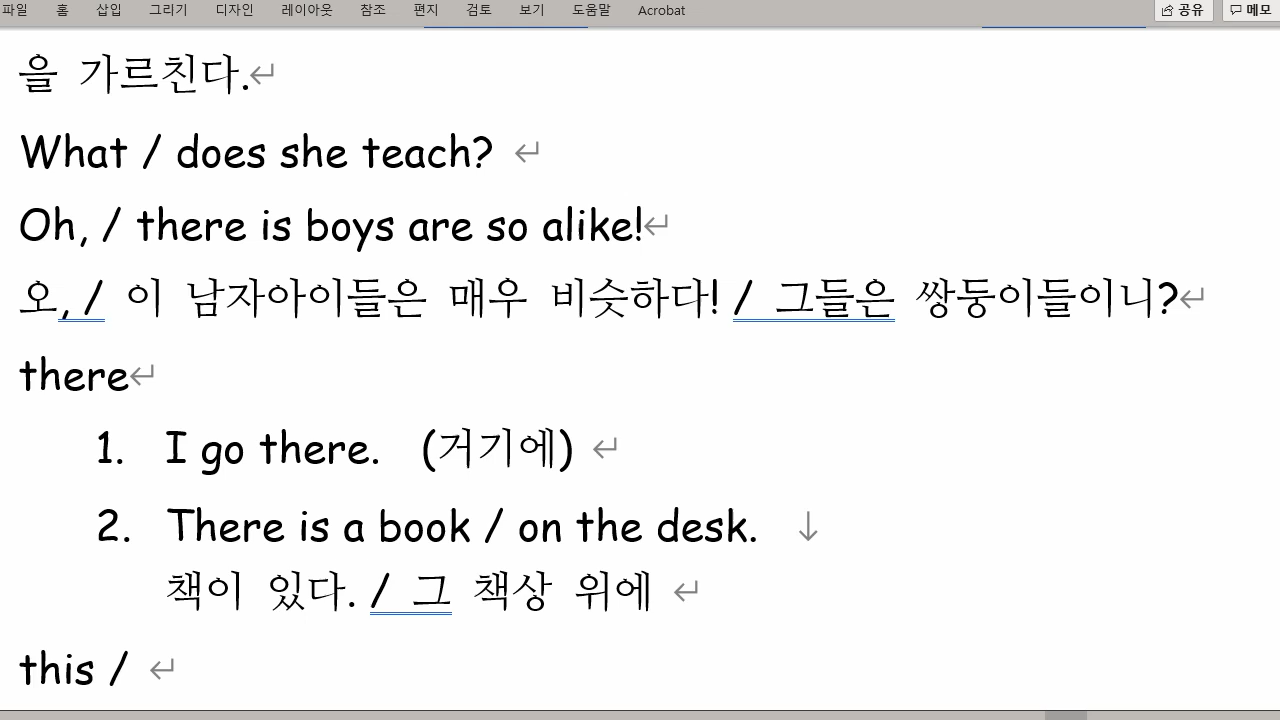 파일 홈 삽입 그리기 디자인 레이아웃 참조 편지 검토 보기 도움말 Acrobat 공유 메모
을 가르친다.
What / does she teach?
Oh, / there is boys are so alike!
오, / 이 남자아이들은 매우 비슷하다! / 그들은 쌍둥이들이니?
there
1. I go there. (거기에)
2. There is a book / on the desk.
책이 있다. / 그 책상 위에
this /